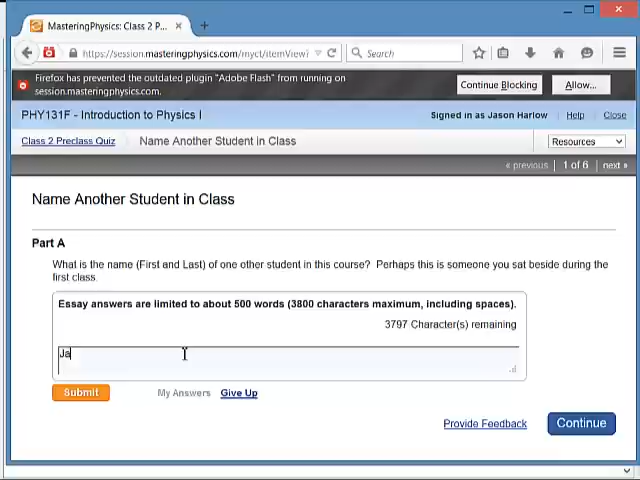 MasteringPhysics: Class 2 P...
https://session.masteringphysics.com/myct/itemView
Search
Firefox has prevented the outdated plugin "Adobe Flash" from running on
session.masteringphysics.com.
Continue Blocking
Allow...
PHY131F - Introduction to Physics I
Signed in as Jason Harlow
Help
Close
Class 2 Preclass Quiz
Name Another Student in Class
Resources
« previous
1 of 6
next »
Name Another Student in Class
Part A
What is the name (First and Last) of one other student in this course? Perhaps this is someone you sat beside during the
first class.
Essay answers are limited to about 500 words (3800 characters maximum, including spaces).
3797 Character(s) remaining
Ja
Submit
My Answers
Give Up
Provide Feedback
Continue